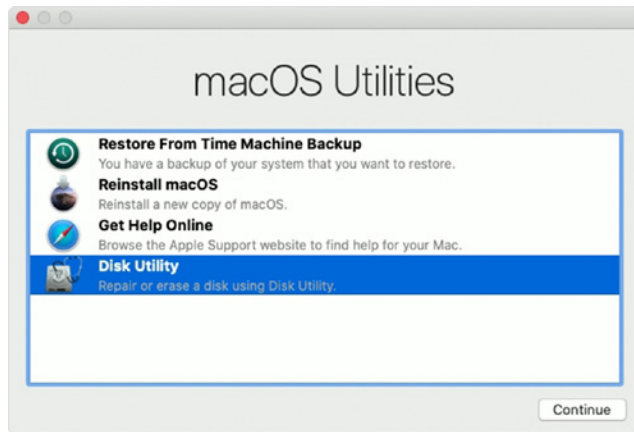 macOS Utilities
Restore From Time Machine Backup
You have a backup of your system that you want to restore.
Reinstall macOS
Reinstall a new copy of macOS.
Get Help Online
Browse the Apple Support website to find help for your Mac.
Disk Utility
Repair or erase a disk using Disk Utility.
Continue